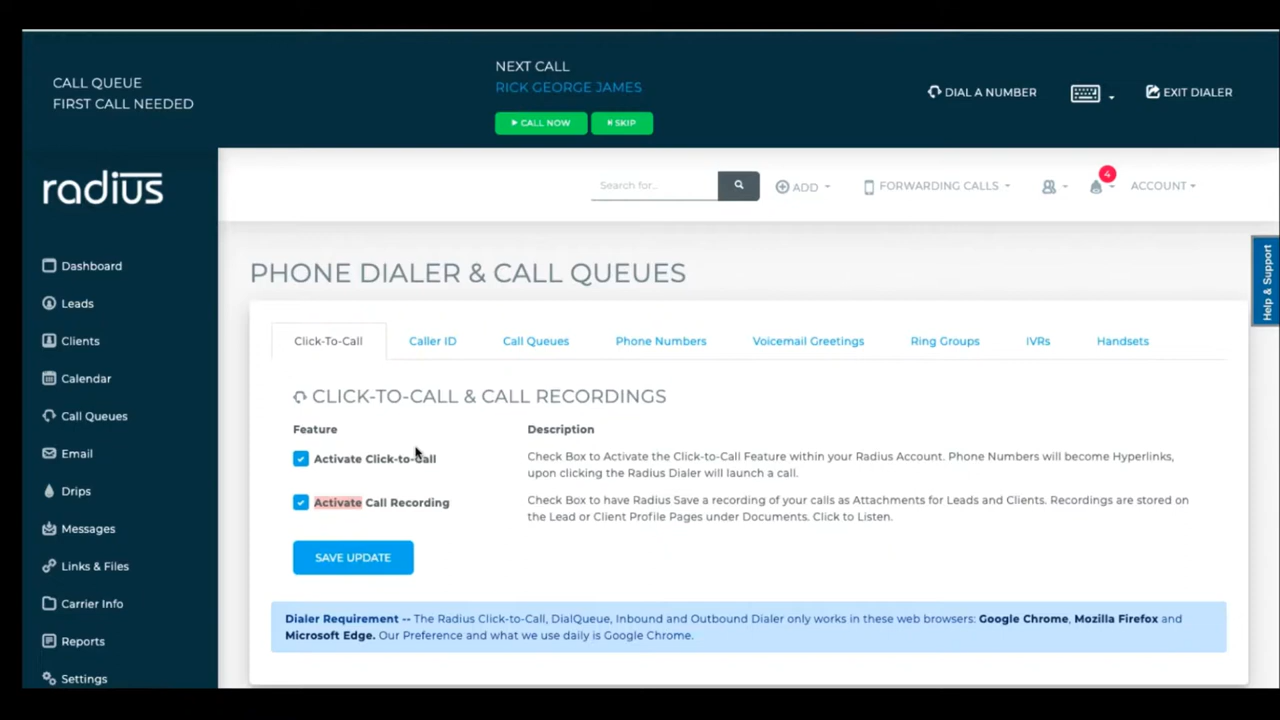 CALL QUEUE
FIRST CALL NEEDED
NEXT CALL
RICK GEORGE JAMES
CALL NOW
SKIP
DIAL A NUMBER
EXIT DIALER
radius
Search for...
ADD
FORWARDING CALLS
4
ACCOUNT
Dashboard
Leads
Clients
Calendar
Call Queues
Email
Drips
Messages
Links & Files
Carrier Info
Reports
Settings
Help & Support
PHONE DIALER & CALL QUEUES
Click-To-Call
Caller ID
Call Queues
Phone Numbers
Voicemail Greetings
Ring Groups
IVRs
Handsets
CLICK-TO-CALL & CALL RECORDINGS
Feature
Description
Activate Click-to-Call
Check Box to Activate the Click-to-Call Feature within your Radius Account. Phone Numbers will become Hyperlinks,
upon clicking the Radius Dialer will launch a call.
Activate Call Recording
Check Box to have Radius Save a recording of your calls as Attachments for Leads and Clients. Recordings are stored on
the Lead or Client Profile Pages under Documents. Click to Listen.
SAVE UPDATE
Dialer Requirement -- The Radius Click-to-Call, DialQueue, Inbound and Outbound Dialer only works in these web browsers: Google Chrome, Mozilla Firefox and
Microsoft Edge. Our Preference and what we use daily is Google Chrome.